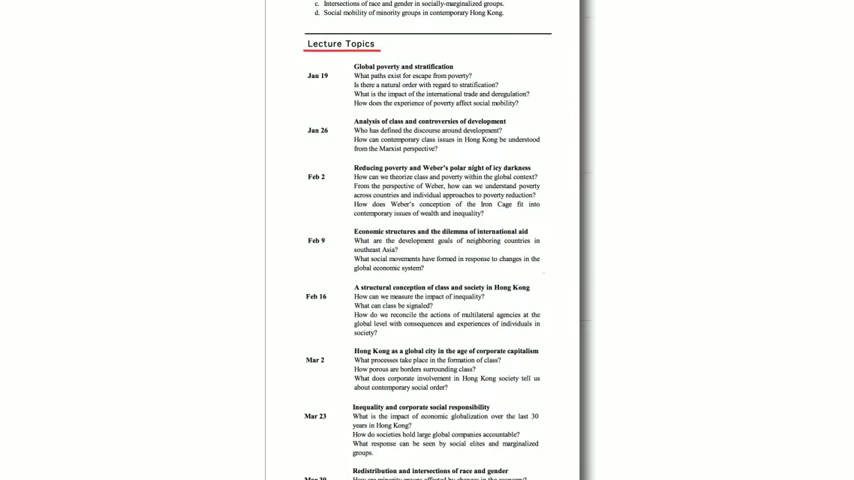 c. Intersections of race and gender in socially-marginalized groups.
d. Social mobility of minority groups in contemporary Hong Kong.
Lecture Topics
Global poverty and stratification
Jan 19 What paths exist for escape from poverty?
Is there a natural order with regard to stratification?
What is the impact of the international trade and deregulation?
How does the experience of poverty affect social mobility?
Analysis of class and controversies of development
Jan 26 Who has defined the discourse around development?
How can contemporary class issues in Hong Kong be understood
from the Marxist perspective?
Reducing poverty and Weber's polar night of icy darkness
Feb 2 How can we theorize class and poverty within the global context?
From the perspective of Weber, how can we understand poverty
across countries and individual approaches to poverty reduction?
How does Weber's conception of the Iron Cage fit into
contemporary issues of wealth and inequality?
Economic structures and the dilemma of international aid
Feb 9 What are the development goals of neighboring countries in
southeast Asia?
What social movements have formed in response to changes in the
global economic system?
A structural conception of class and society in Hong Kong
Feb 16 How can we measure the impact of inequality?
What can class be signaled?
How do we reconcile the actions of multilateral agencies at the
global level with consequences and experiences of individuals in
society?
Hong Kong as a global city in the age of corporate capitalism
Mar 2 What processes take place in the formation of class?
How porous are borders surrounding class?
What does corporate involvement in Hong Kong society tell us
about contemporary social order?
Inequality and corporate social responsibility
Mar 23 What is the impact of economic globalization over the last 30
years in Hong Kong?
How do societies hold large global companies accountable?
What response can be seen by social elites and marginalized
groups.
Redistribution and intersections of race and gender
Mar 30 How are minority groups affected by changes in the economy?